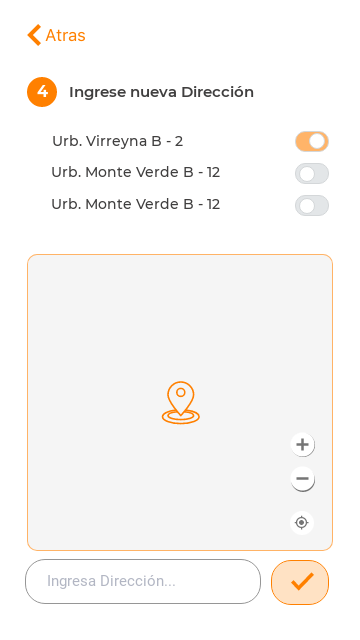 Atras
4 Ingrese nueva Dirección
Urb. Virreyna B - 2
Urb. Monte Verde B - 12
Urb. Monte Verde B - 12
Ingresa Dirección...